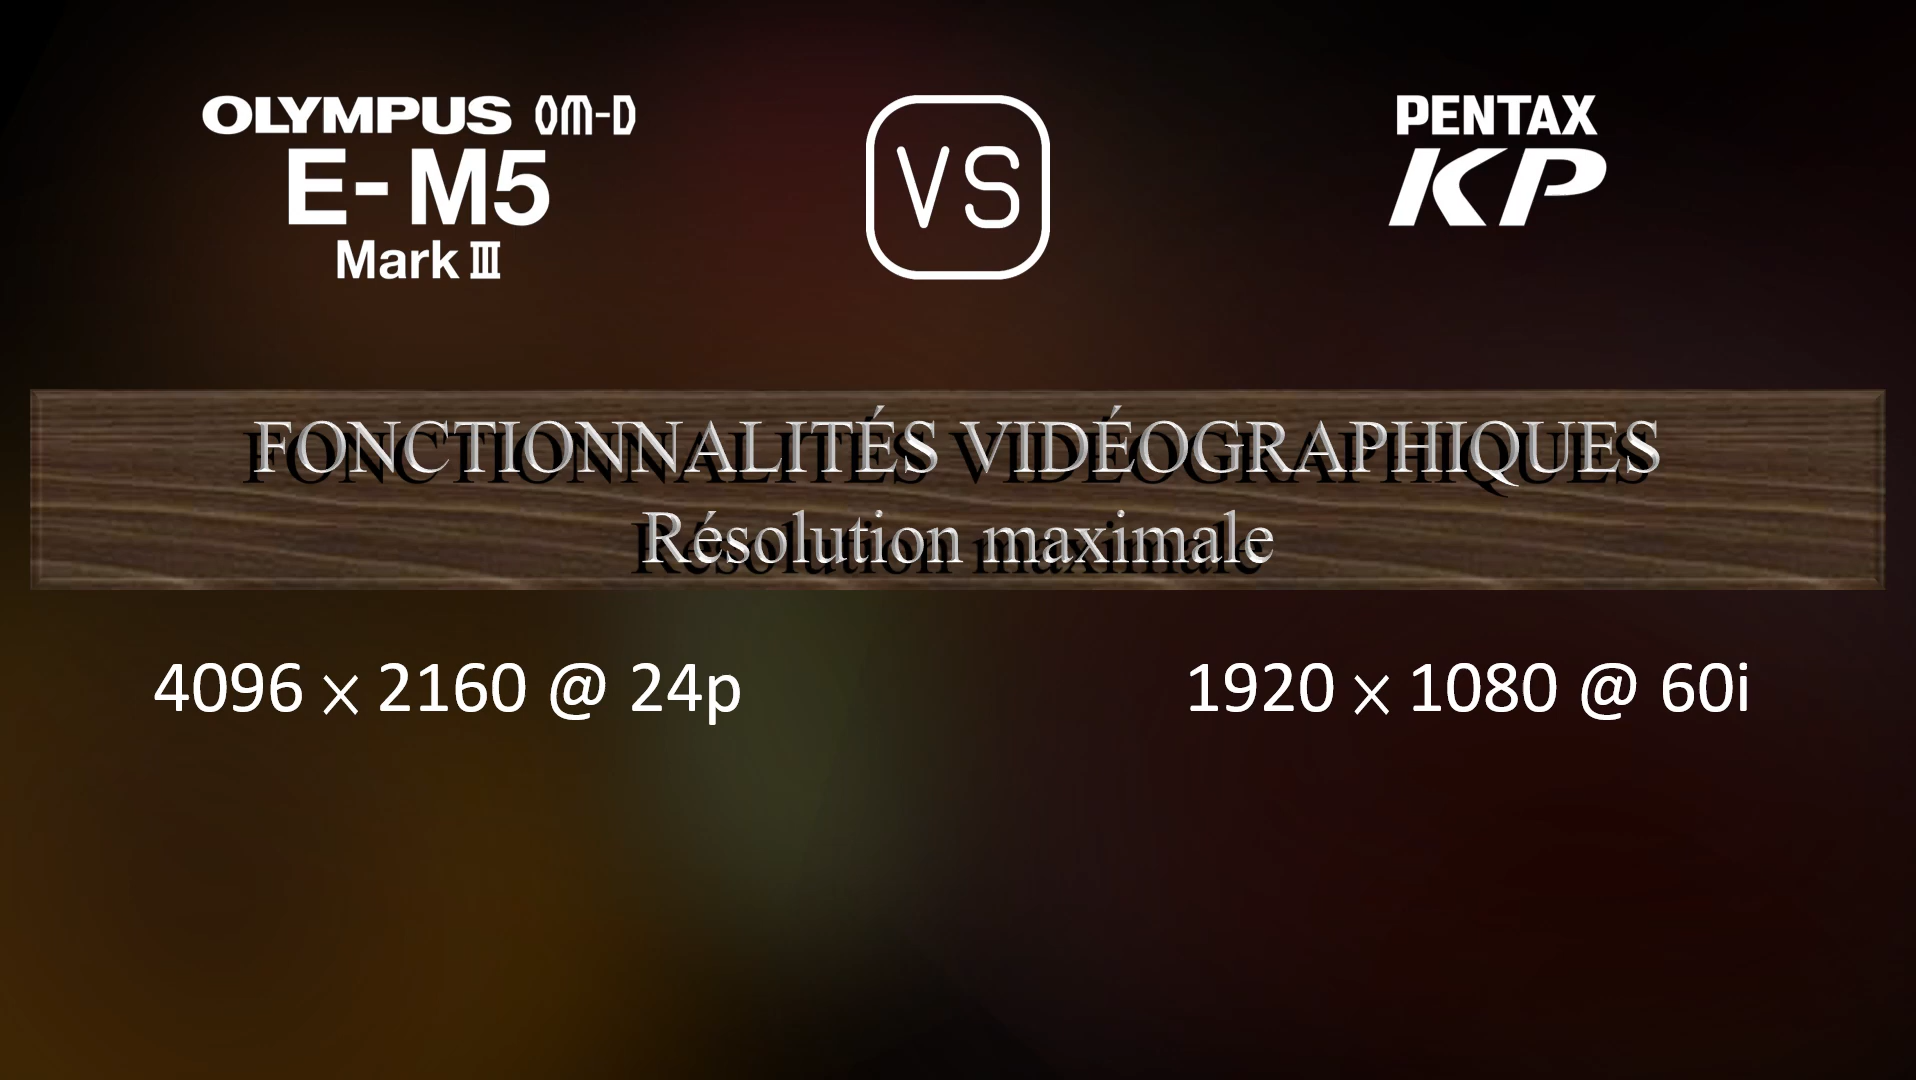 OLYMPUS OM-D
E-M5
Mark III
VS
PENTAX
KP
FONCTIONNALITÉS VIDÉOGRAPHIQUES
Résolution maximale
4096 x 2160 @ 24p
1920 x 1080 @ 60i